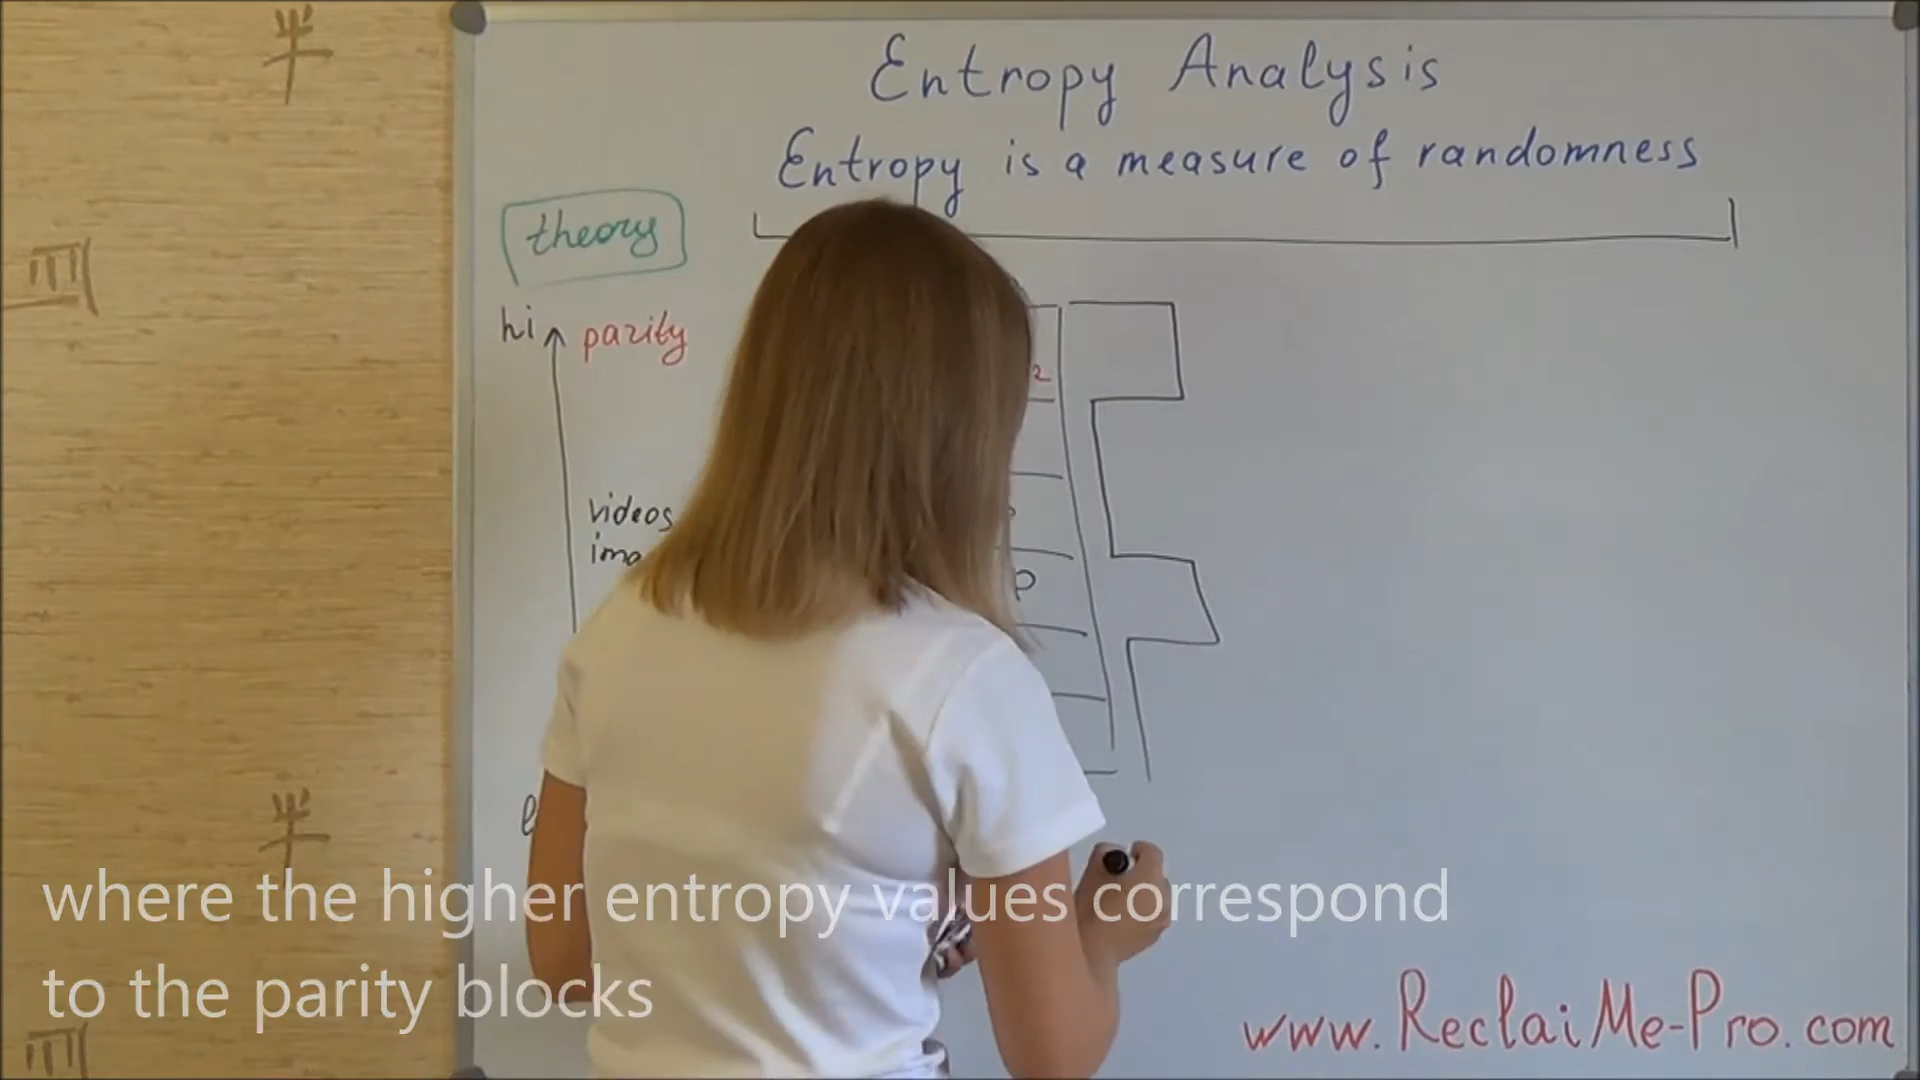 Entropy Analysis
Entropy is a measure of randomness
theory
hi parity
2
videos
P
where the higher entropy values correspond
to the parity blocks
www.ReclaiMe-Pro.com